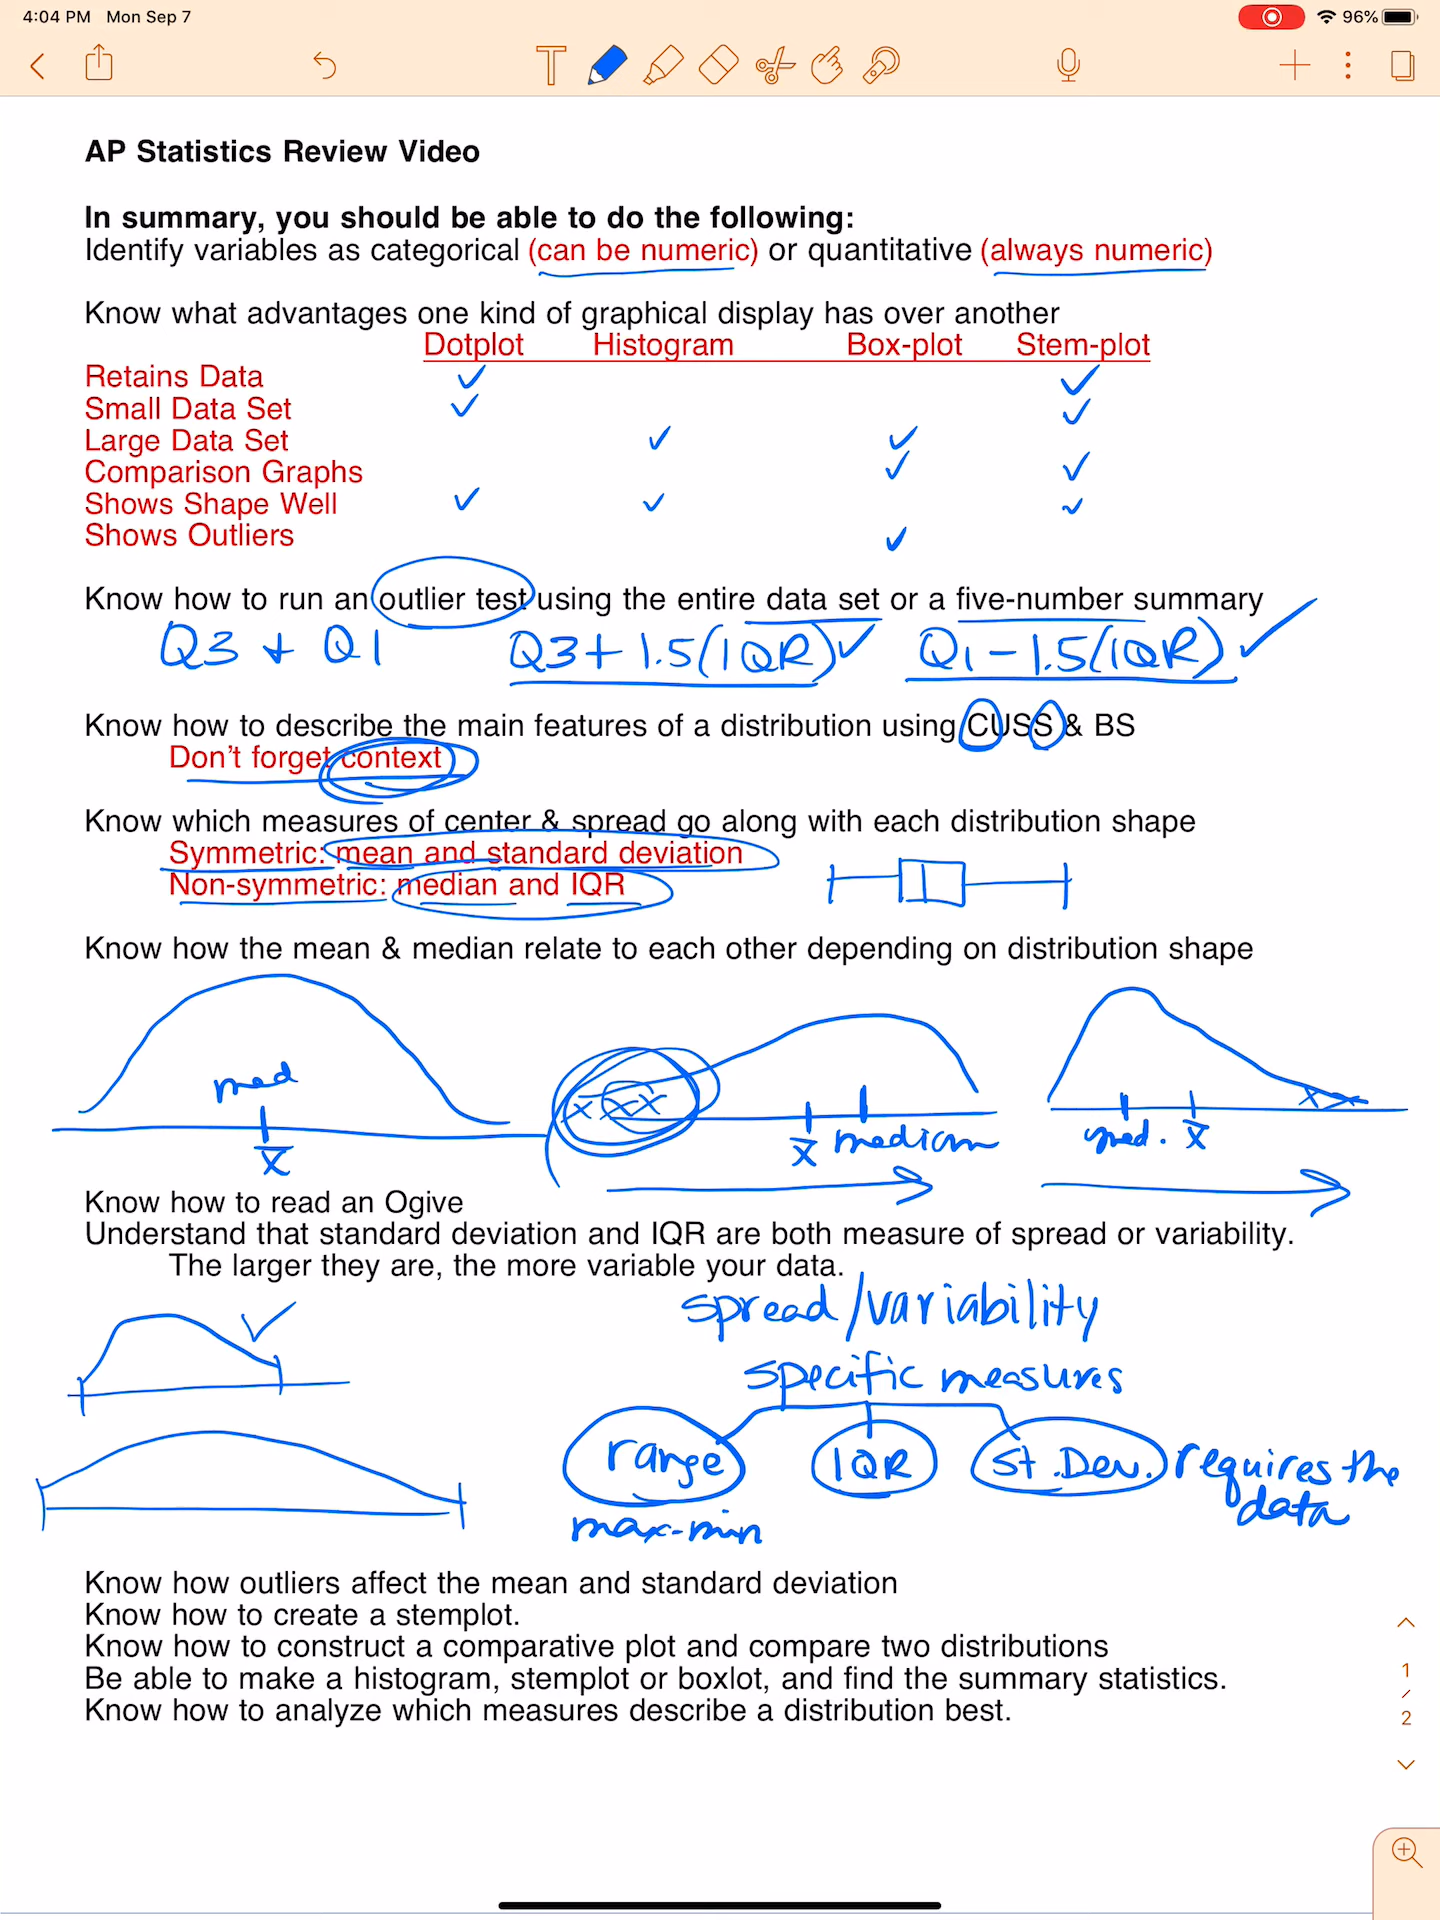 4:04 PM Mon Sep 7 96%
AP Statistics Review Video
In summary, you should be able to do the following:
Identify variables as categorical (can be numeric) or quantitative (always numeric)
Know what advantages one kind of graphical display has over another
Dotplot Histogram Box-plot Stem-plot
Retains Data ✓ ✓
Small Data Set ✓ ✓
Large Data Set ✓ ✓
Comparison Graphs ✓ ✓
Shows Shape Well ✓ ✓ ✓
Shows Outliers ✓
Know how to run an outlier test using the entire data set or a five-number summary
Q3 + Q1 Q3+1.5(IQR) ✓ Q1-1.5(IQR) ✓
Know how to describe the main features of a distribution using CUSS & BS
Don't forget context
Know which measures of center & spread go along with each distribution shape
Symmetric: mean and standard deviation
Non-symmetric: median and IQR
Know how the mean & median relate to each other depending on distribution shape
med
x x x x
x̄ x̄ median med. x̄
Know how to read an Ogive
Understand that standard deviation and IQR are both measure of spread or variability.
The larger they are, the more variable your data.
spread/variability
specific measures
range IQR St.Dev. requires the
data
max-min
Know how outliers affect the mean and standard deviation
Know how to create a stemplot.
Know how to construct a comparative plot and compare two distributions
Be able to make a histogram, stemplot or boxlot, and find the summary statistics.
Know how to analyze which measures describe a distribution best.
1
/
2